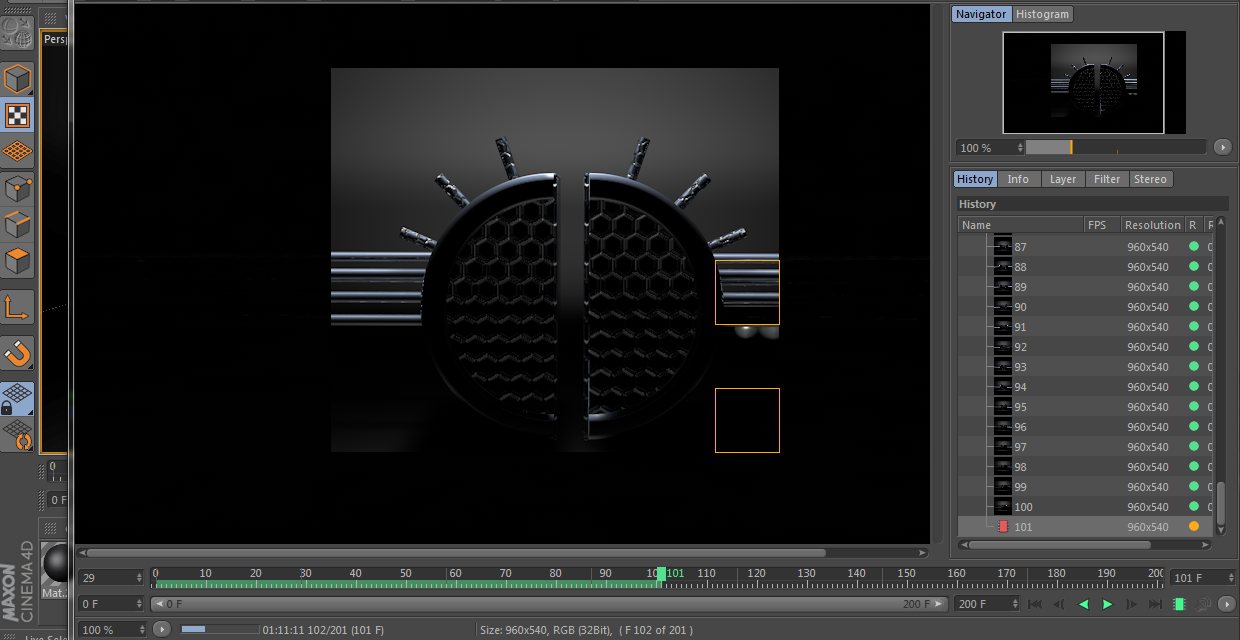 Navigator Histogram
Persp
100 %
History Info Layer Filter Stereo
History
Name FPS Resolution R
87 960x540
88 960x540
89 960x540
90 960x540
91 960x540
92 960x540
93 960x540
94 960x540
95 960x540
96 960x540
97 960x540
98 960x540
99 960x540
100 960x540
101 960x540
0
0 F
MAXON
CINEMA 4D
Mat.
29 0 10 20 30 40 50 60 70 80 90 10 101 110 120 130 140 150 160 170 180 190 200 101 F
0 F 0 F 200 F 200 F
100 % 01:11:11 102/201 (101 F) Size: 960x540, RGB (32Bit), ( F 102 of 201 )
Live Sele